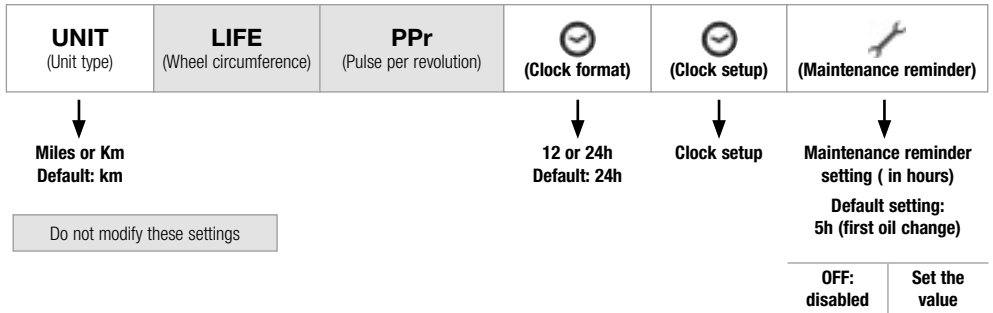 UNIT
(Unit type)
LIFE
(Wheel circumference)
PPr
(Pulse per revolution)
(Clock format)
(Clock setup)
(Maintenance reminder)
Miles or Km
Default: km
12 or 24h
Default: 24h
Clock setup
Maintenance reminder
setting ( in hours)
Default setting:
5h (first oil change)
Do not modify these settings
OFF:
disabled
Set the
value